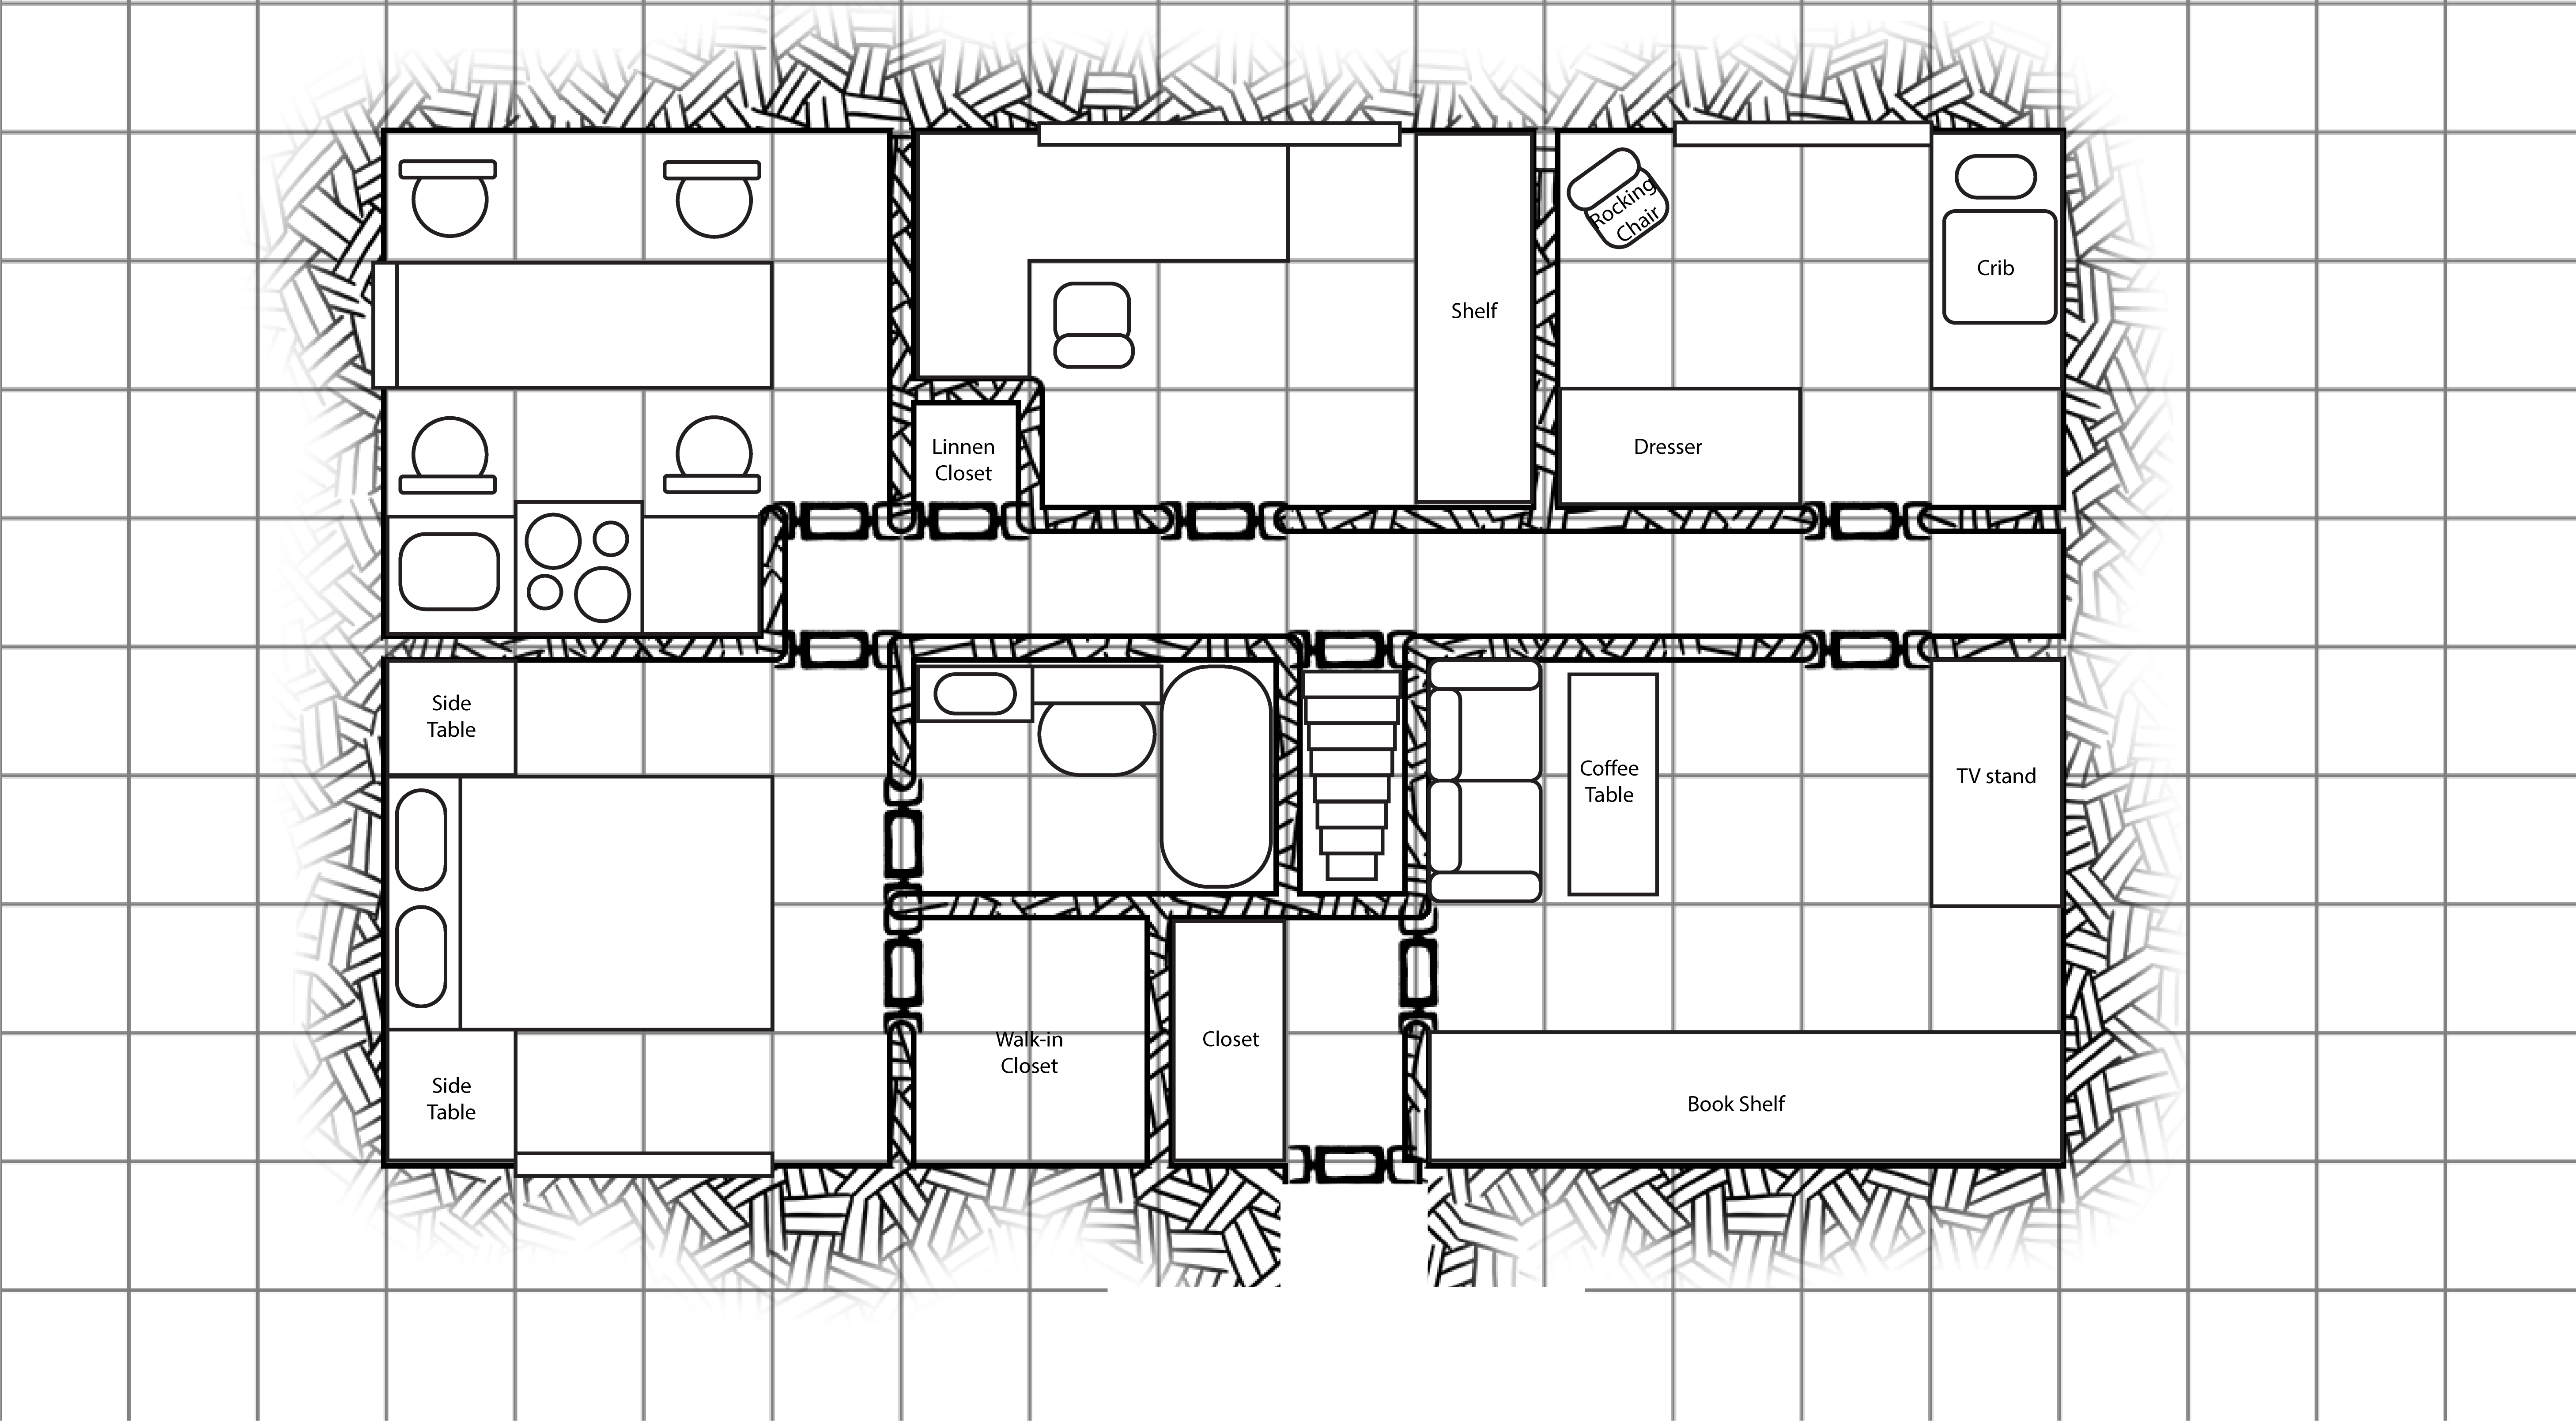 Rocking
Chair
Crib
Shelf
Linnen
Closet
Dresser
Side
Table
Coffee
Table
TV stand
Walk-in
Closet
Closet
Side
Table
Book Shelf